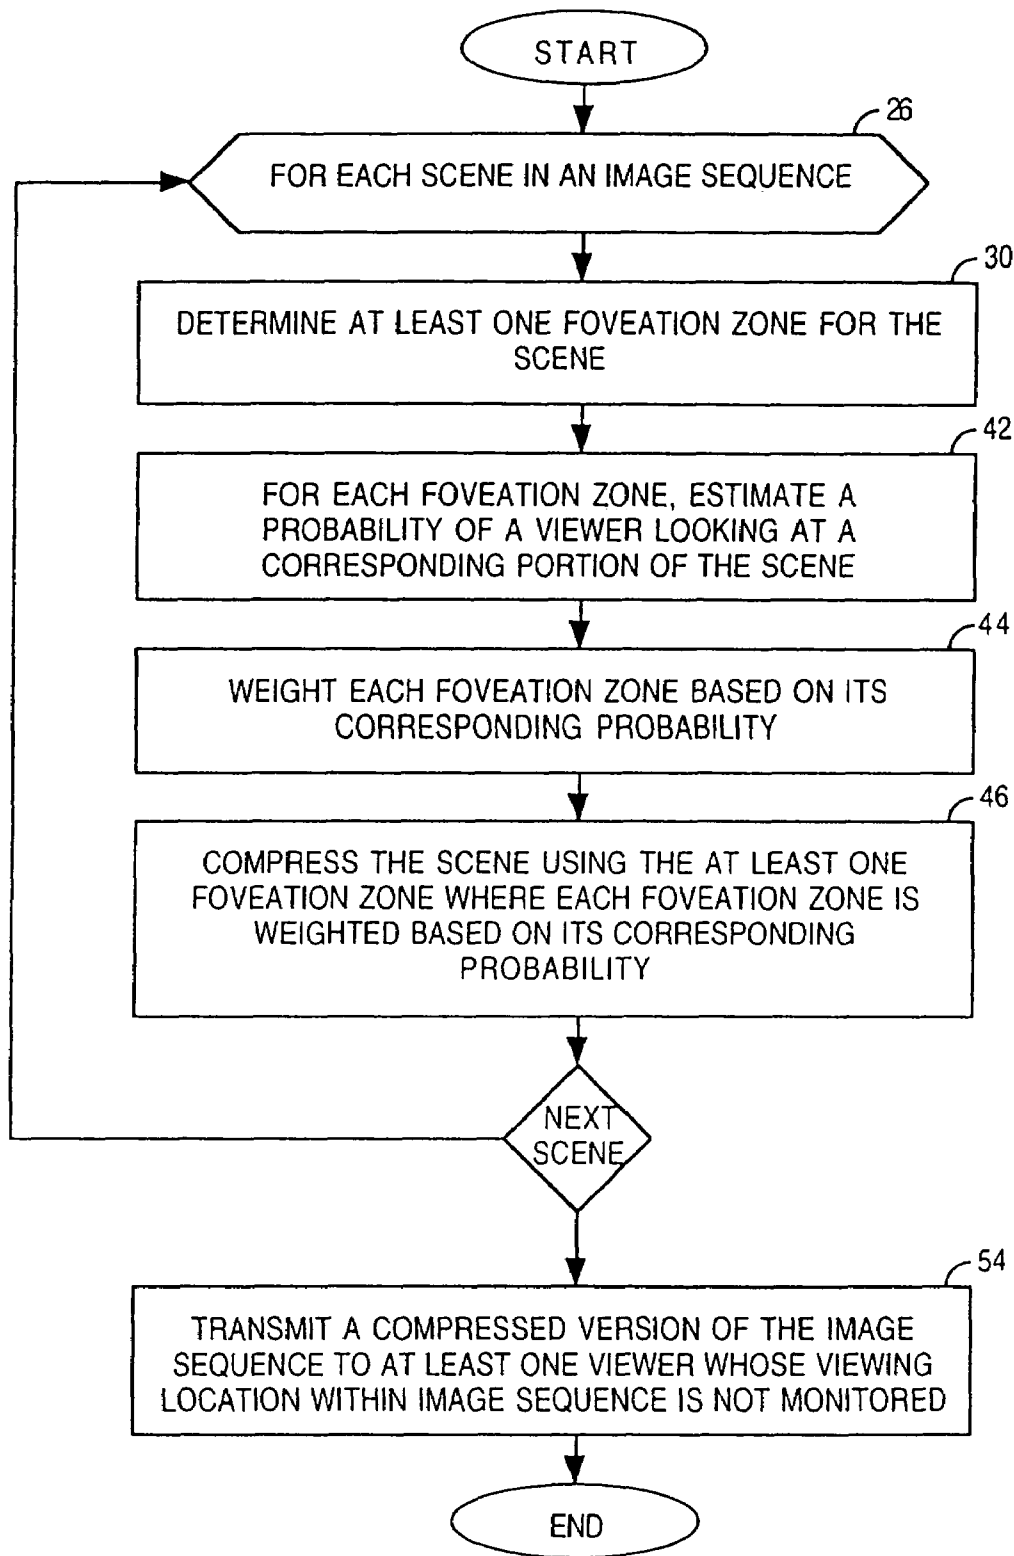 START
26
FOR EACH SCENE IN AN IMAGE SEQUENCE
30
DETERMINE AT LEAST ONE FOVEATION ZONE FOR THE
SCENE
42
FOR EACH FOVEATION ZONE, ESTIMATE A
PROBABILITY OF A VIEWER LOOKING AT A
CORRESPONDING PORTION OF THE SCENE
44
WEIGHT EACH FOVEATION ZONE BASED ON ITS
CORRESPONDING PROBABILITY
46
COMPRESS THE SCENE USING THE AT LEAST ONE
FOVEATION ZONE WHERE EACH FOVEATION ZONE IS
WEIGHTED BASED ON ITS CORRESPONDING
PROBABILITY
NEXT
SCENE
54
TRANSMIT A COMPRESSED VERSION OF THE IMAGE
SEQUENCE TO AT LEAST ONE VIEWER WHOSE VIEWING
LOCATION WITHIN IMAGE SEQUENCE IS NOT MONITORED
END